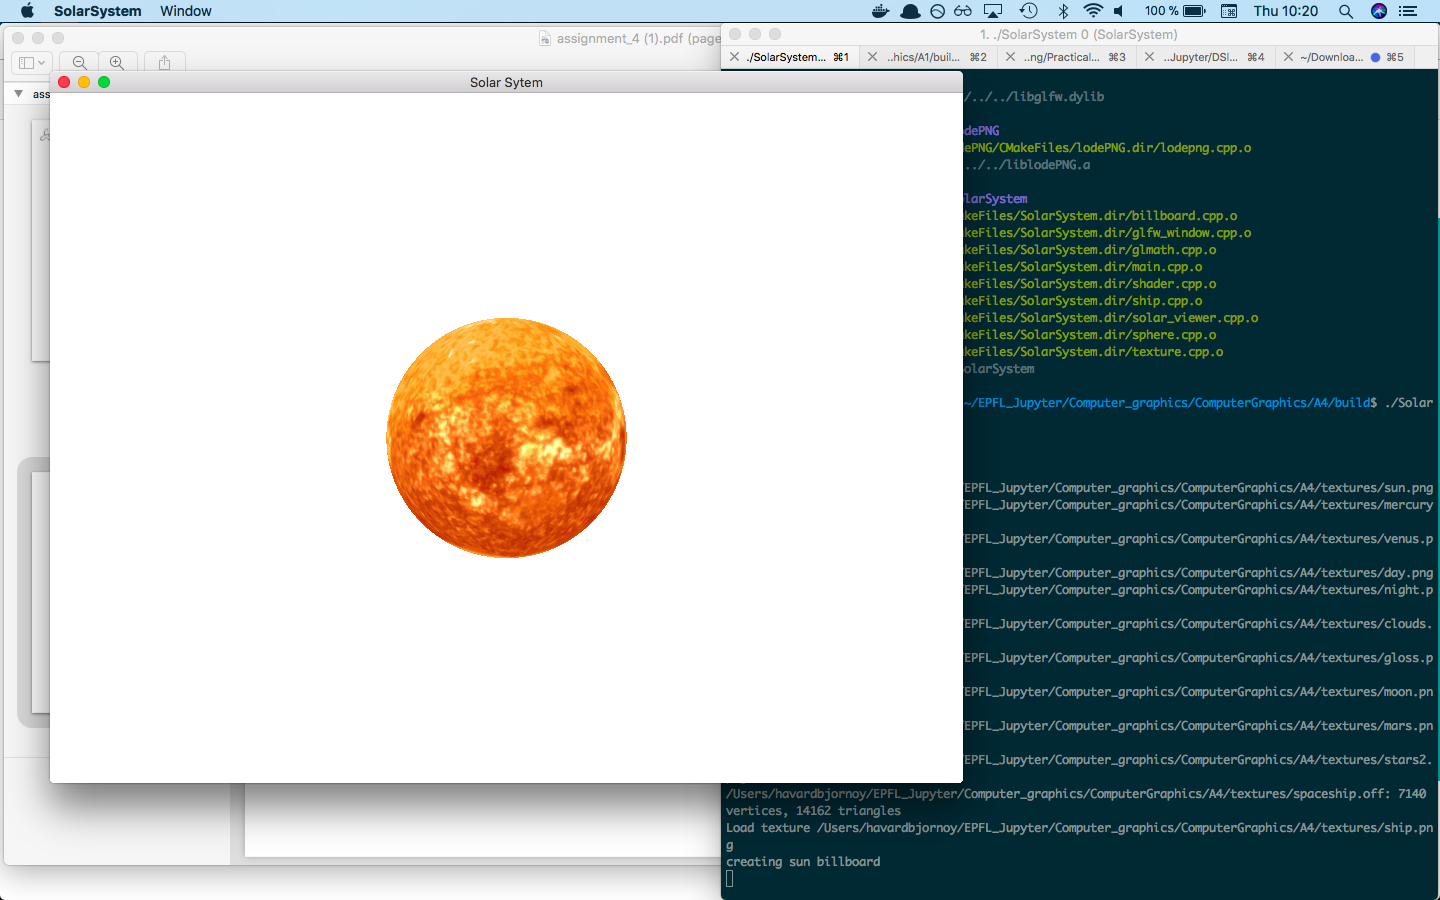 SolarSystem Window 100 % Thu 10:20
assignment_4 (1).pdf (page
1. ./SolarSystem 0 (SolarSystem)
./SolarSystem... ⌘1 ..hics/A1/buil... ⌘2 ..ng/Practical... ⌘3 ..Jupyter/DSl... ⌘4 ~/Downloa... ⌘5
Solar Sytem
ass
/../../libglfw.dylib
dePNG
ePNG/CMakeFiles/lodePNG.dir/lodepng.cpp.o
../../liblodePNG.a
larSystem
keFiles/SolarSystem.dir/billboard.cpp.o
keFiles/SolarSystem.dir/glfw_window.cpp.o
keFiles/SolarSystem.dir/glmath.cpp.o
keFiles/SolarSystem.dir/main.cpp.o
keFiles/SolarSystem.dir/shader.cpp.o
keFiles/SolarSystem.dir/ship.cpp.o
keFiles/SolarSystem.dir/solar_viewer.cpp.o
keFiles/SolarSystem.dir/sphere.cpp.o
keFiles/SolarSystem.dir/texture.cpp.o
olarSystem
~/EPFL_Jupyter/Computer_graphics/ComputerGraphics/A4/build$ ./Solar
/EPFL_Jupyter/Computer_graphics/ComputerGraphics/A4/textures/sun.png
/EPFL_Jupyter/Computer_graphics/ComputerGraphics/A4/textures/mercury
/EPFL_Jupyter/Computer_graphics/ComputerGraphics/A4/textures/venus.p
/EPFL_Jupyter/Computer_graphics/ComputerGraphics/A4/textures/day.png
/EPFL_Jupyter/Computer_graphics/ComputerGraphics/A4/textures/night.p
/EPFL_Jupyter/Computer_graphics/ComputerGraphics/A4/textures/clouds.
/EPFL_Jupyter/Computer_graphics/ComputerGraphics/A4/textures/gloss.p
/EPFL_Jupyter/Computer_graphics/ComputerGraphics/A4/textures/moon.pn
/EPFL_Jupyter/Computer_graphics/ComputerGraphics/A4/textures/mars.pn
/EPFL_Jupyter/Computer_graphics/ComputerGraphics/A4/textures/stars2.
/Users/havardbjornoy/EPFL_Jupyter/Computer_graphics/ComputerGraphics/A4/textures/spaceship.off: 7140
vertices, 14162 triangles
Load texture /Users/havardbjornoy/EPFL_Jupyter/Computer_graphics/ComputerGraphics/A4/textures/ship.pn
g
creating sun billboard